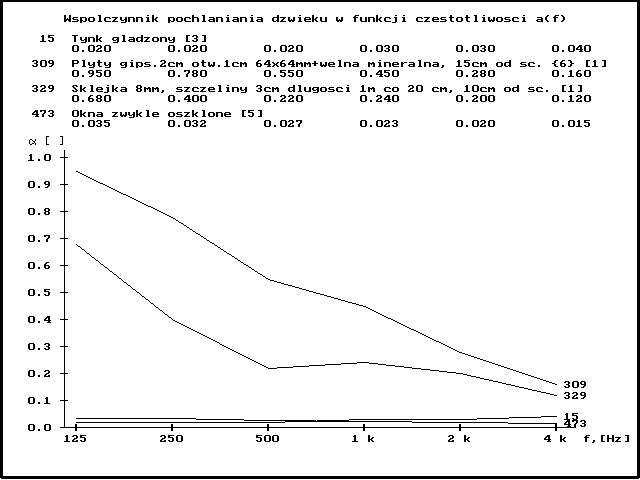 Wspolczynnik pochlaniania dzwieku w funkcji czestotliwosci a(f)
15 Tynk gladzony [3]
0.020 0.020 0.020 0.030 0.030 0.040
309 Plyty gips.2cm otw.1cm 64x64mm+welna mineralna, 15cm od sc. {6} [1]
0.950 0.780 0.550 0.450 0.280 0.160
329 Sklejka 8mm, szczeliny 3cm dlugosci 1m co 20 cm, 10cm od sc. [1]
0.680 0.400 0.220 0.240 0.200 0.120
473 Okna zwykle oszklone [5]
0.035 0.032 0.027 0.023 0.020 0.015
α [ ]
1.0
0.9
0.8
0.7
0.6
0.5
0.4
0.3
0.2
0.1
0.0
309
329
15
473
125 250 500 1 k 2 k 4 k f,[Hz]